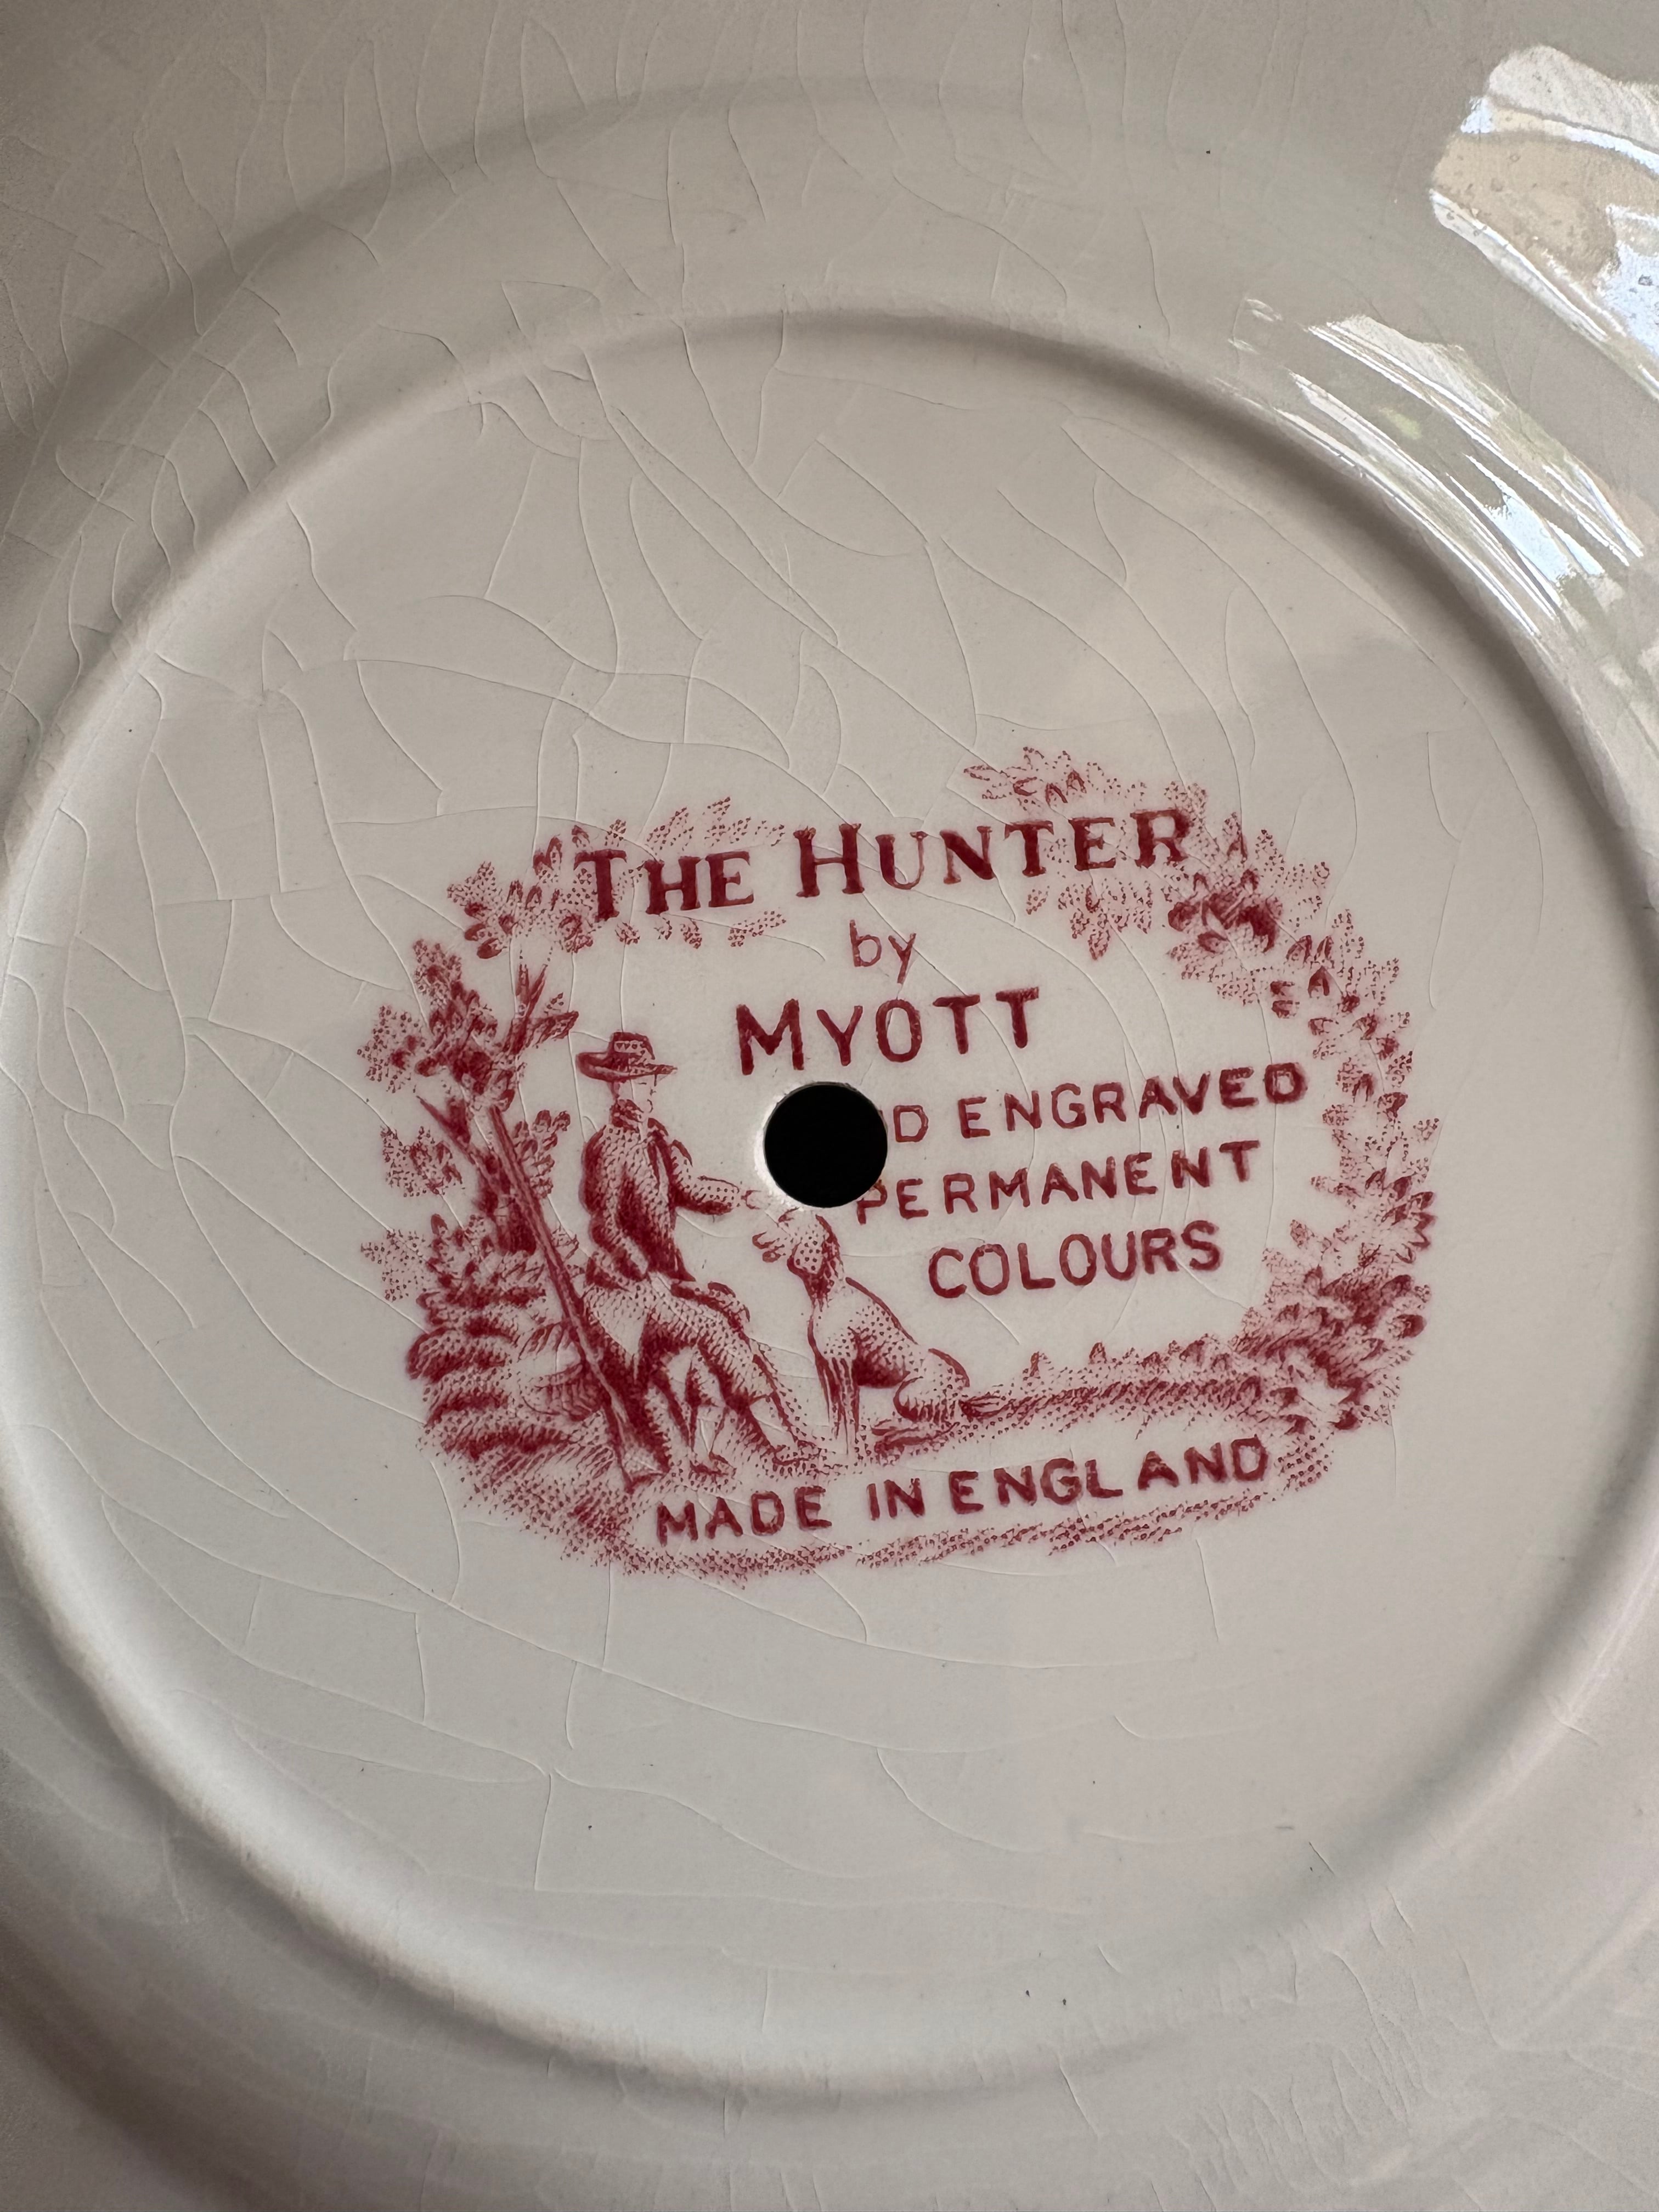 THE HUNTER
by
MYOTT
D ENGRAVED
PERMANENT
COLOURS
MADE IN ENGLAND